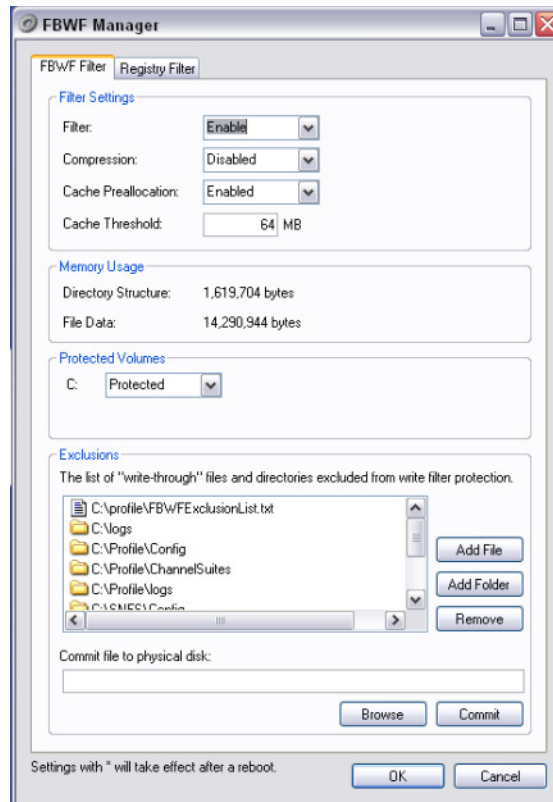 FBWF Manager
FBWF Filter Registry Filter
Filter Settings
Filter: Enable
Compression: Disabled
Cache Preallocation: Enabled
Cache Threshold: 64 MB
Memory Usage
Directory Structure: 1,619,704 bytes
File Data: 14,290,944 bytes
Protected Volumes
C: Protected
Exclusions
The list of "write-through" files and directories excluded from write filter protection.
C:\profile\FBWFExclusionList.txt
C:\logs
C:\Profile\Config
C:\Profile\ChannelSuites
C:\Profile\logs
C:\SNFS\Config
Add File
Add Folder
Remove
Commit file to physical disk:
Browse Commit
Settings with * will take effect after a reboot.
OK Cancel